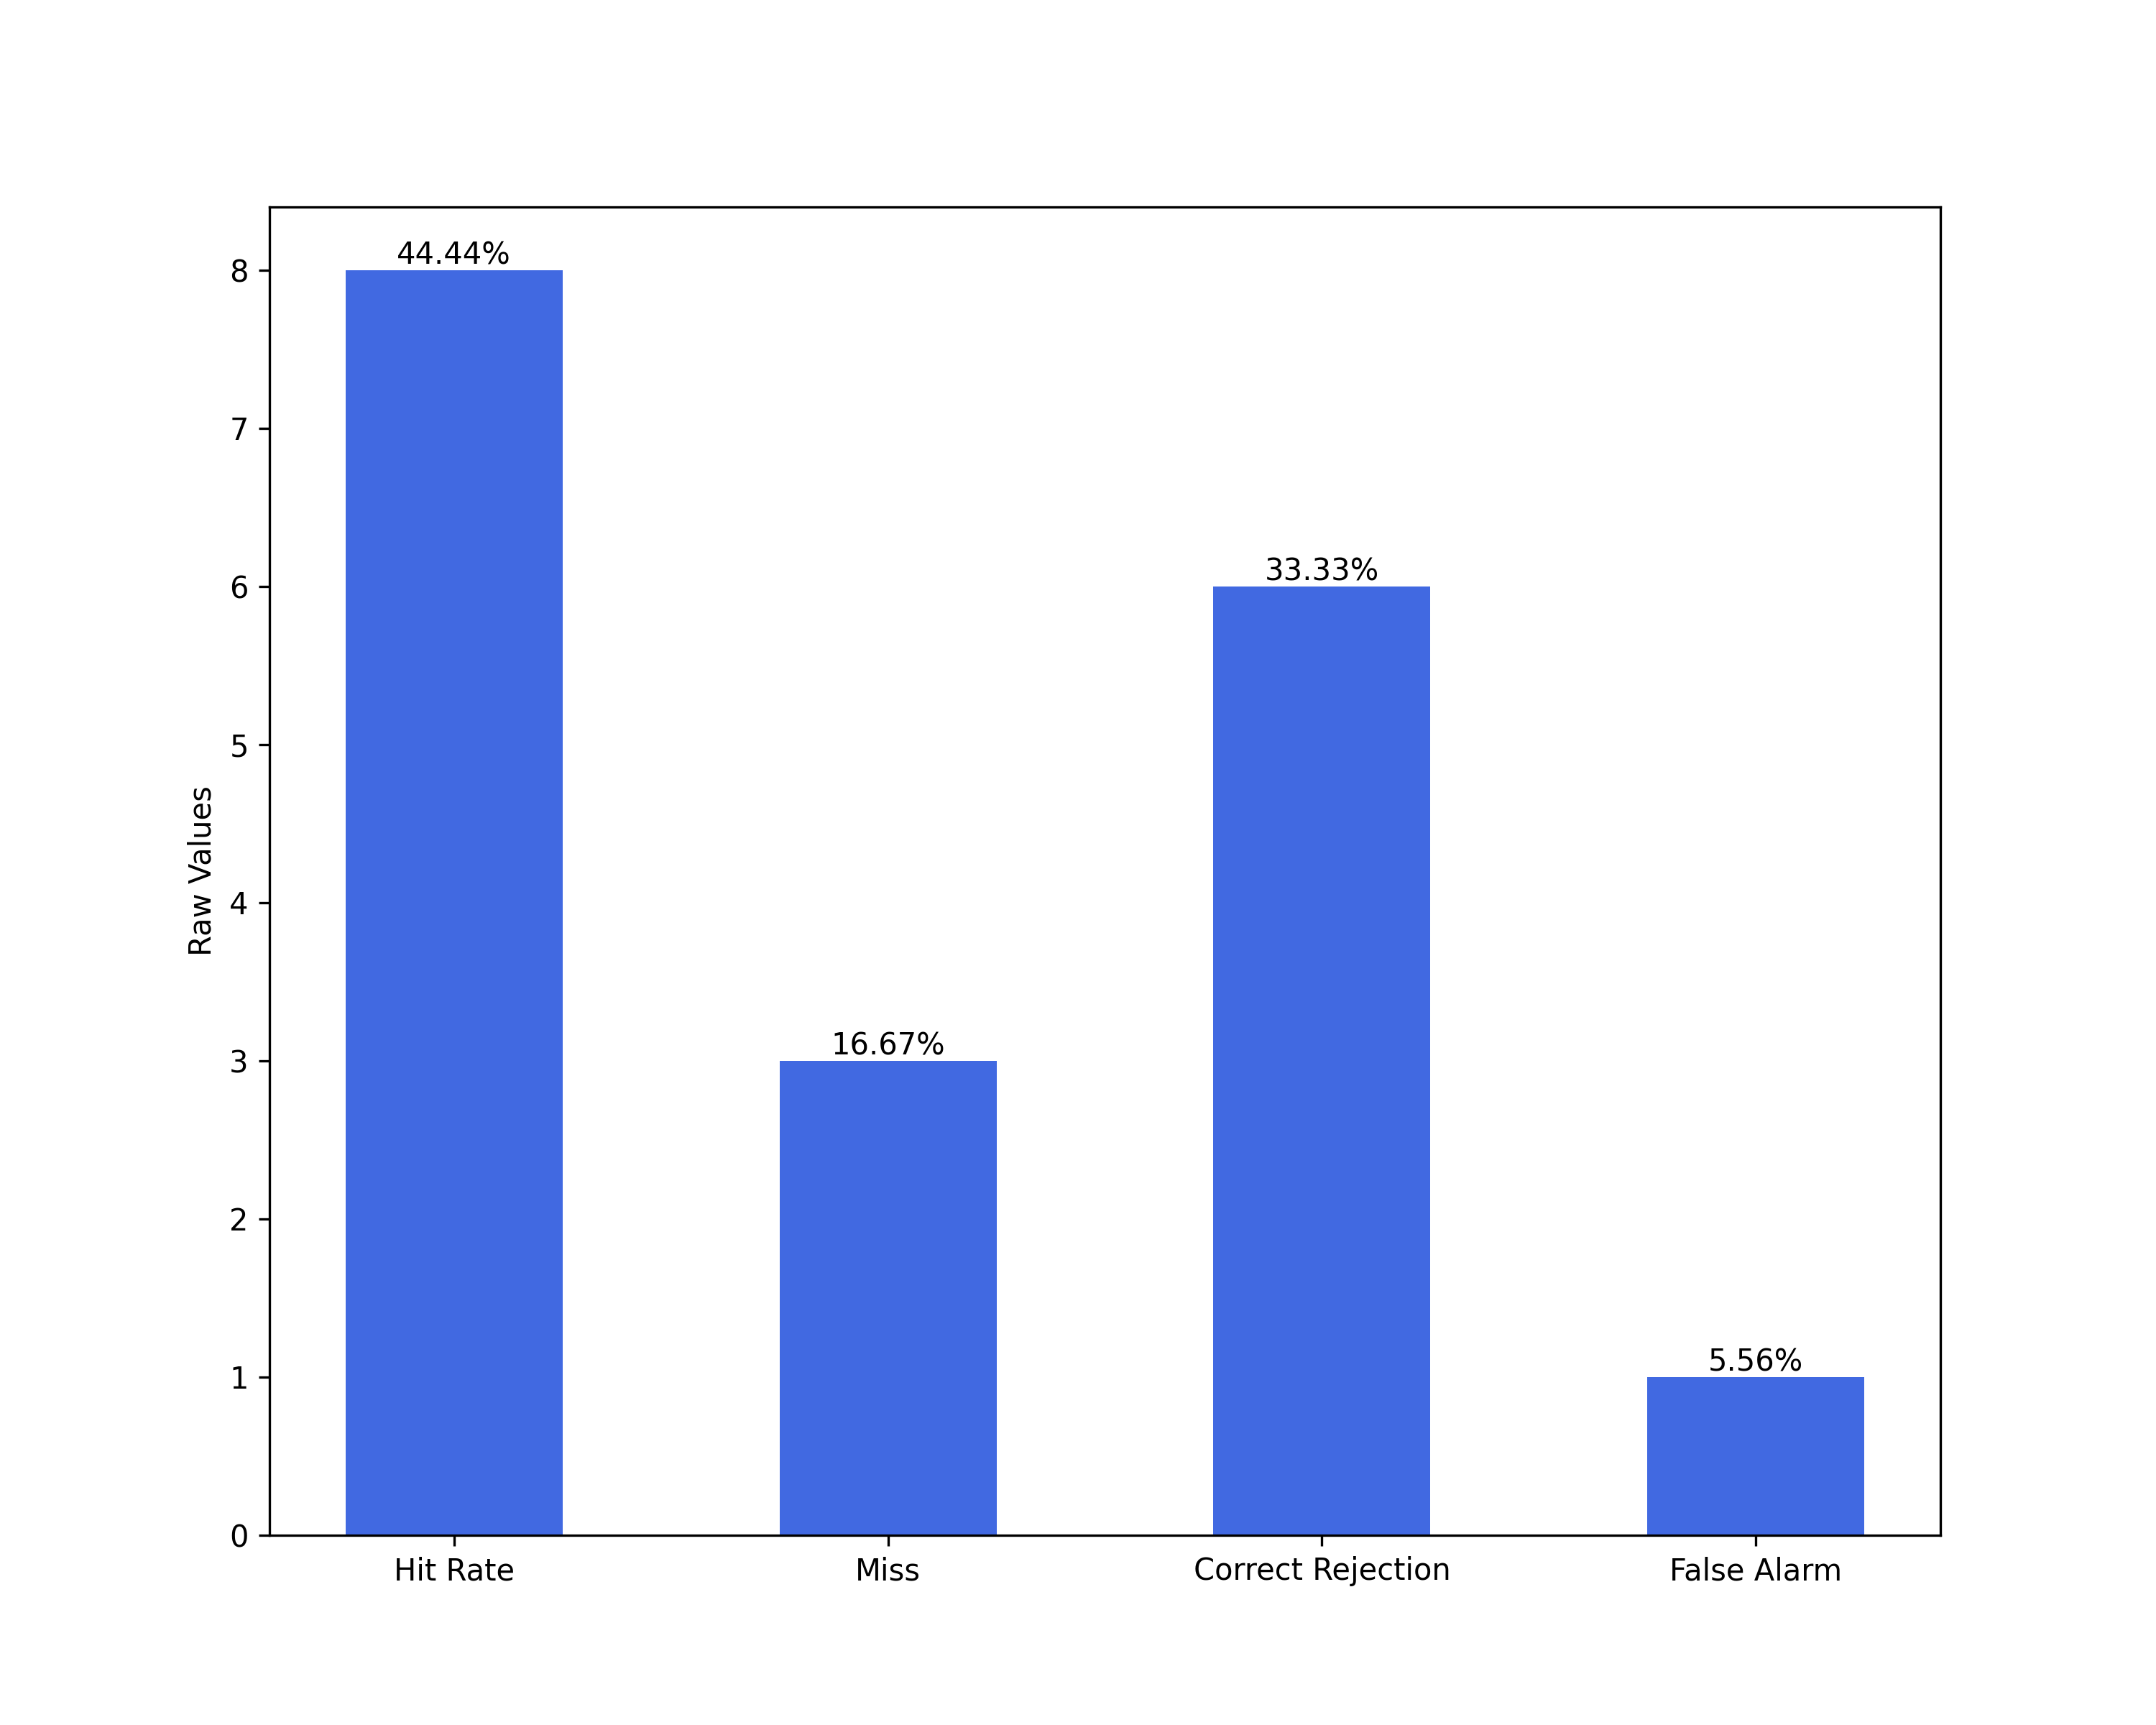 44.44%
8
7
33.33%
6
5
Raw Values
4
16.67%
3
2
5.56%
1
0
Hit Rate
Miss
Correct Rejection
False Alarm